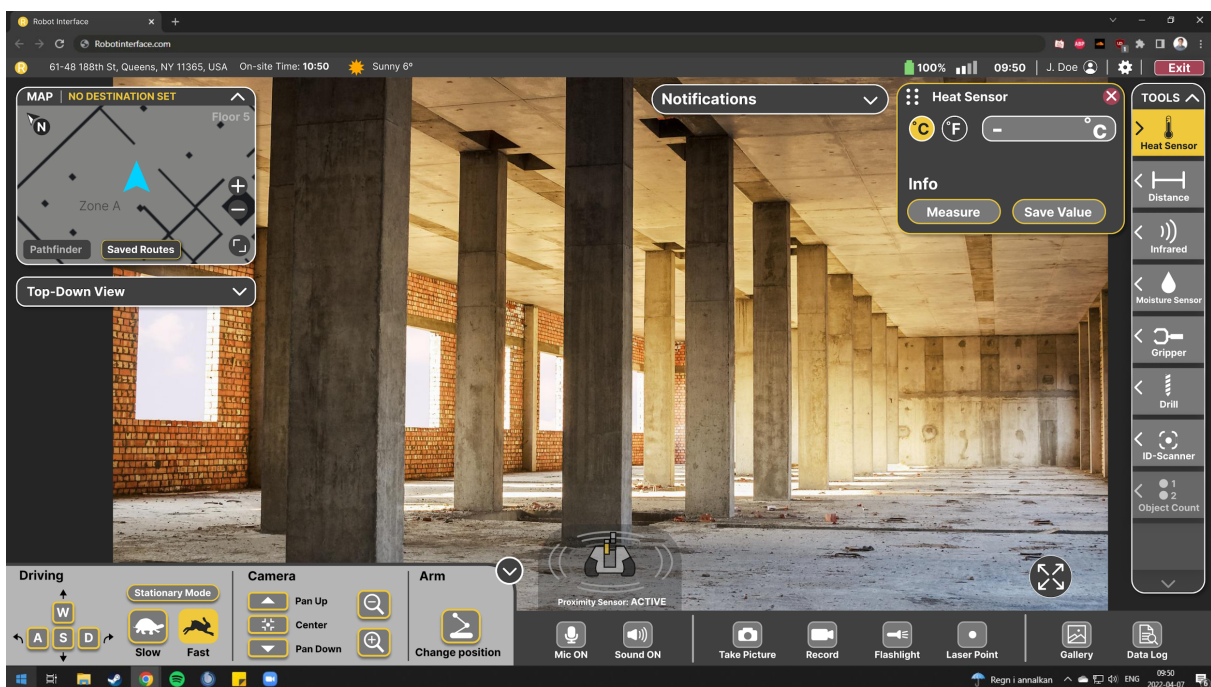 Robot Interface
Robotinterface.com
61-48 188th St, Queens, NY 11365, USA On-site Time: 10:50 Sunny 6°
100% 09:50 J. Doe Exit
MAP | NO DESTINATION SET
N
Floor 5
Zone A
Pathfinder Saved Routes
Top-Down View
Notifications
Heat Sensor
°C °F - °C
Info
Measure Save Value
TOOLS
Heat Sensor
Distance
Infrared
Moisture Sensor
Gripper
Drill
ID-Scanner
1
2
Object Count
Driving
Stationary Mode
W
A S D
Slow Fast
Camera
Pan Up
Center
Pan Down
Arm
Change position
Proximity Sensor: ACTIVE
Mic ON Sound ON Take Picture Record Flashlight Laser Point Gallery Data Log
Regn i annalkan ENG 09:50
2022-04-07